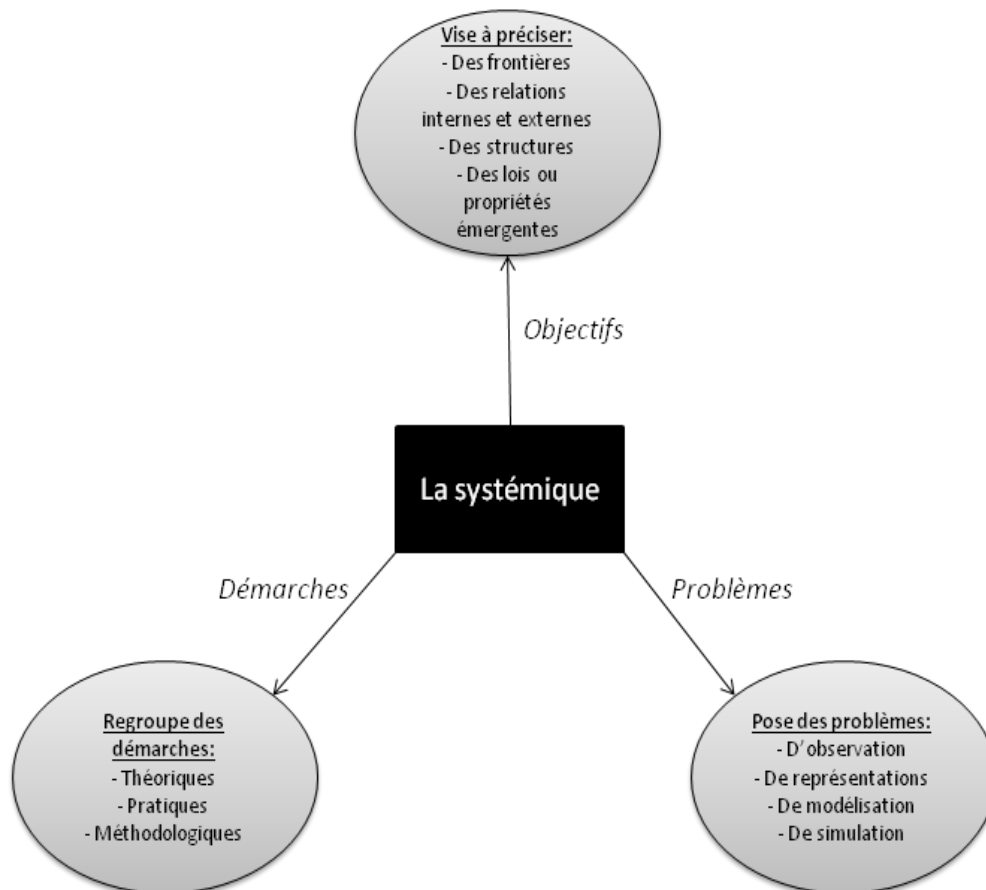 Vise à préciser:
- Des frontières
- Des relations
internes et externes
- Des structures
- Des lois ou
propriétés
émergentes
Objectifs
La systémique
Démarches
Problèmes
Regroupe des
démarches:
- Théoriques
- Pratiques
- Méthodologiques
Pose des problèmes:
- D'observation
- De représentations
- De modélisation
- De simulation